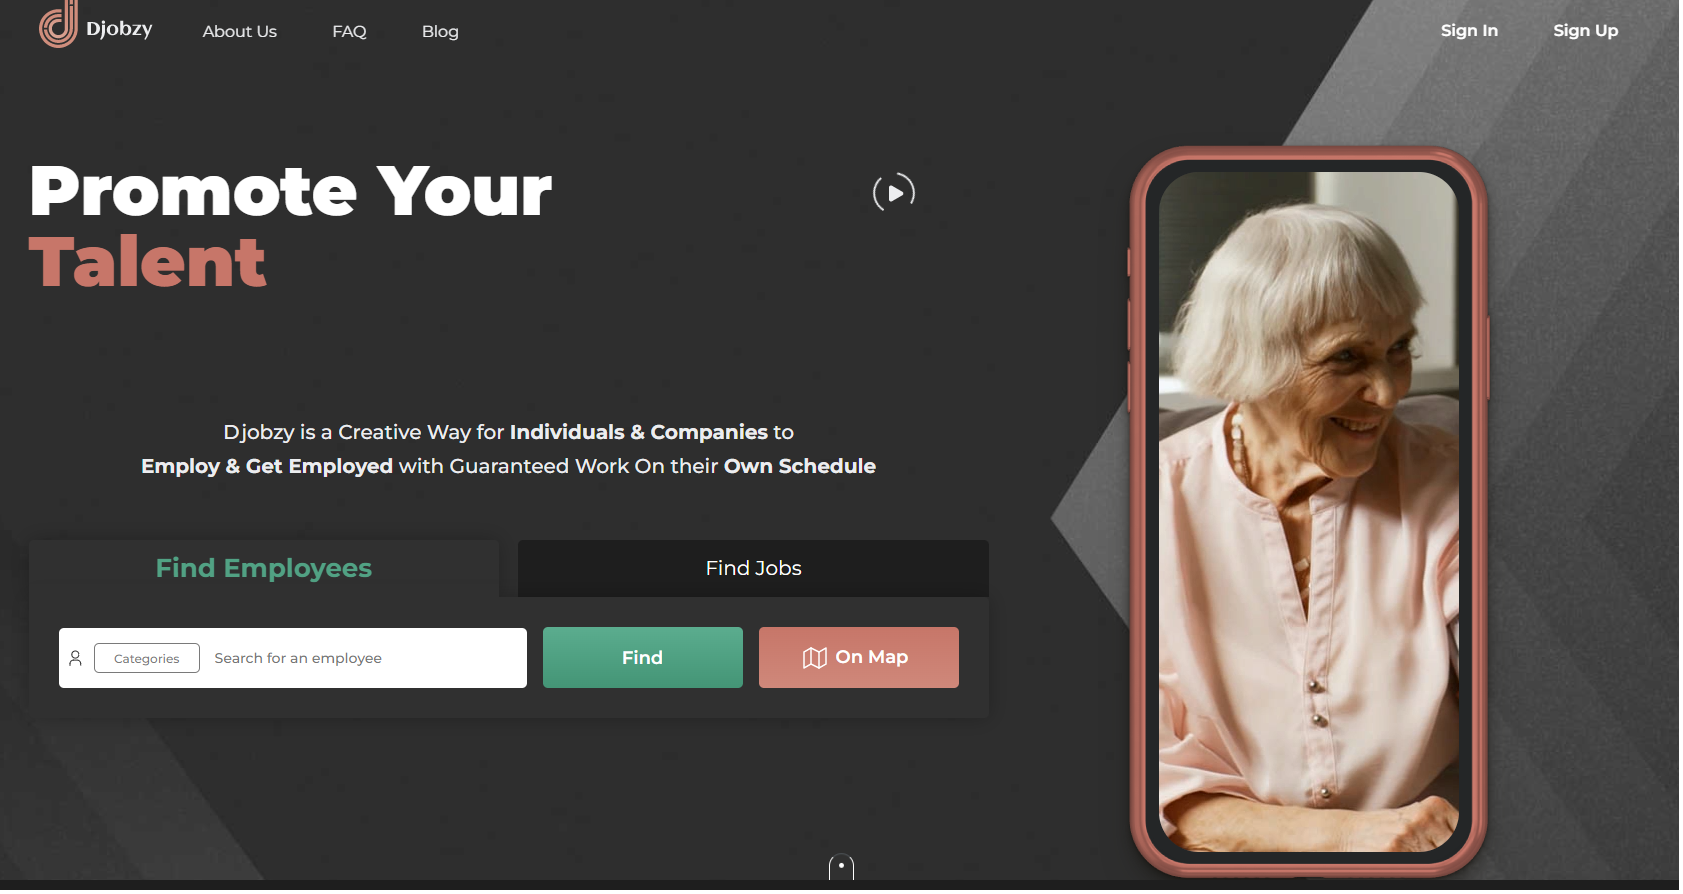 Djobzy
About Us
FAQ
Blog
Sign In
Sign Up
Promote Your
Talent
Djobzy is a Creative Way for Individuals & Companies to
Employ & Get Employed with Guaranteed Work On their Own Schedule
Find Employees
Find Jobs
Categories
Search for an employee
Find
On Map